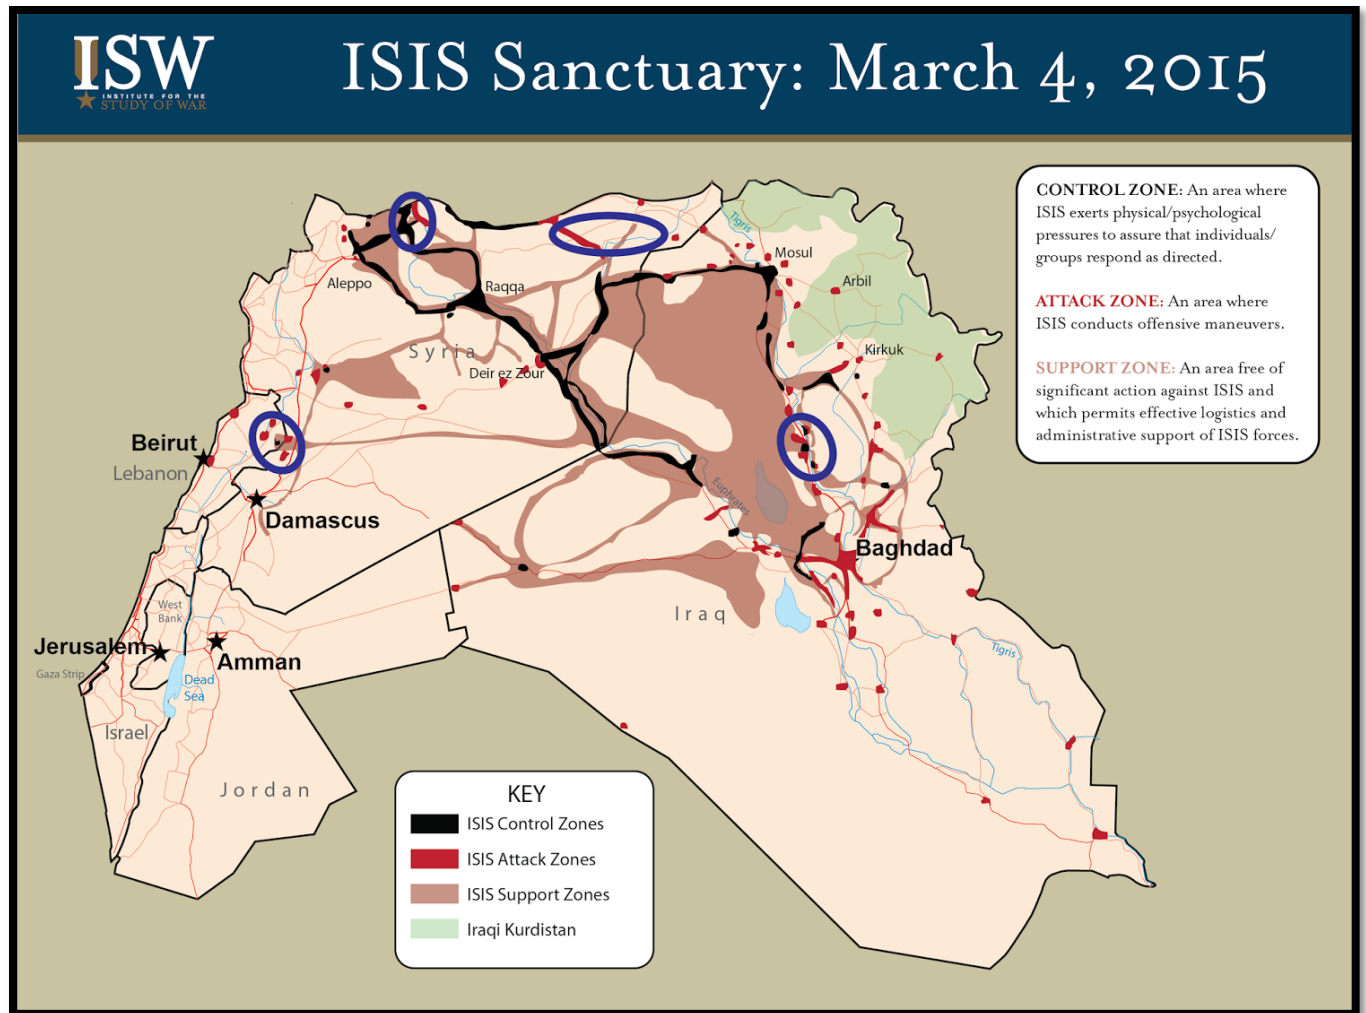 ISW
INSTITUTE FOR THE
STUDY OF WAR
ISIS Sanctuary: March 4, 2015
CONTROL ZONE: An area where
ISIS exerts physical/psychological
pressures to assure that individuals/
groups respond as directed.
ATTACK ZONE: An area where
ISIS conducts offensive maneuvers.
SUPPORT ZONE: An area free of
significant action against ISIS and
which permits effective logistics and
administrative support of ISIS forces.
Tigris
Mosul
Aleppo
Raqqa
Arbil
Syria
Kirkuk
Deir ez Zour
Beirut
Lebanon
Euphrates
Damascus
Baghdad
West
Bank
Iraq
Jerusalem
Amman
Tigris
Gaza Strip
Dead
Sea
Israel
Jordan
KEY
ISIS Control Zones
ISIS Attack Zones
ISIS Support Zones
Iraqi Kurdistan